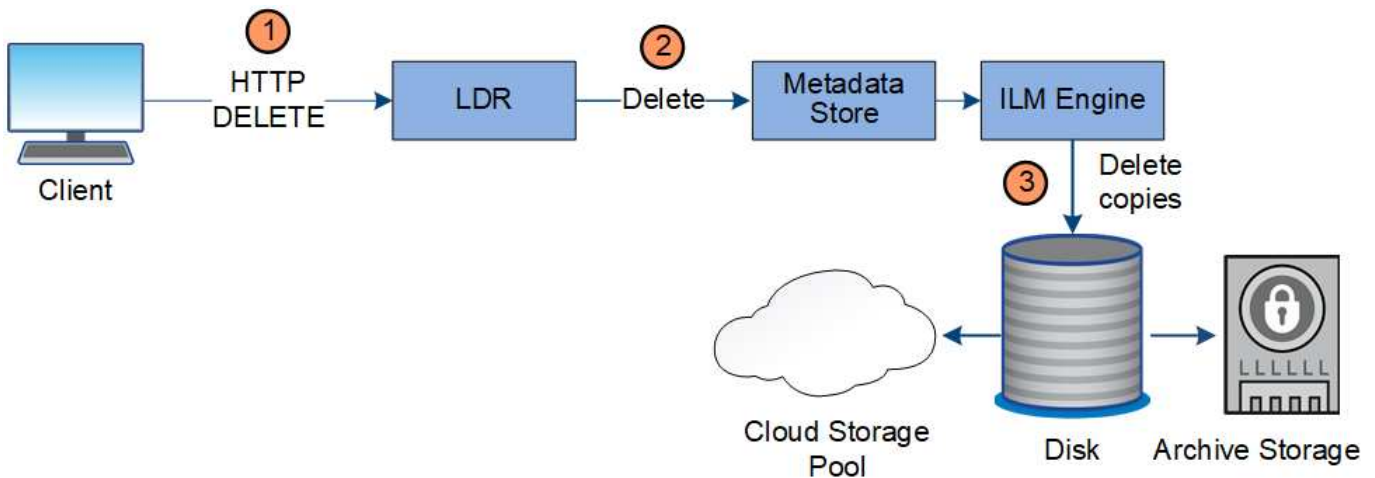 1
HTTP
DELETE
2
Delete
LDR
Metadata
Store
ILM Engine
Client
3
Delete
copies
LLLLLL
Cloud Storage
Pool
Disk
Archive Storage